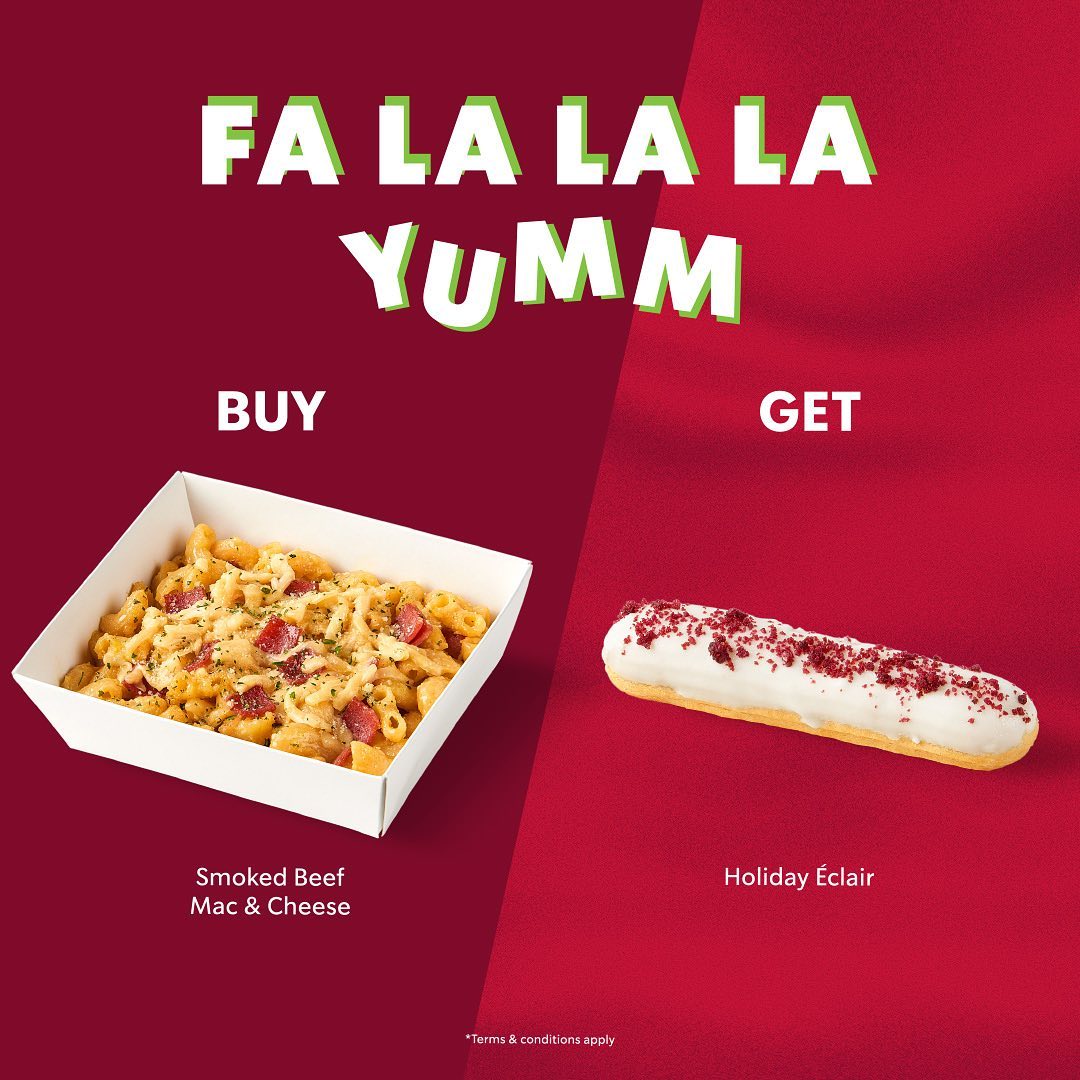 FA LA LA LA
YUMM
BUY
GET
Smoked Beef
Mac & Cheese
Holiday Éclair
*Terms & conditions apply